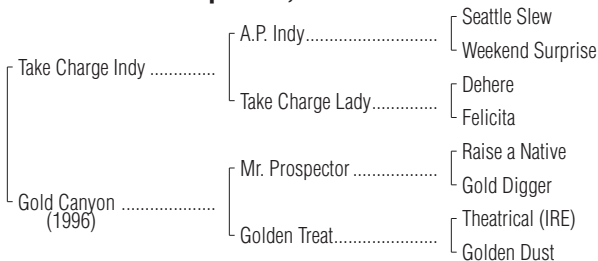 Seattle Slew
A.P. Indy
Weekend Surprise
Take Charge Indy
Dehere
Take Charge Lady
Felicita
Raise a Native
Mr. Prospector
Gold Digger
Gold Canyon
(1996)
Theatrical (IRE)
Golden Treat
Golden Dust